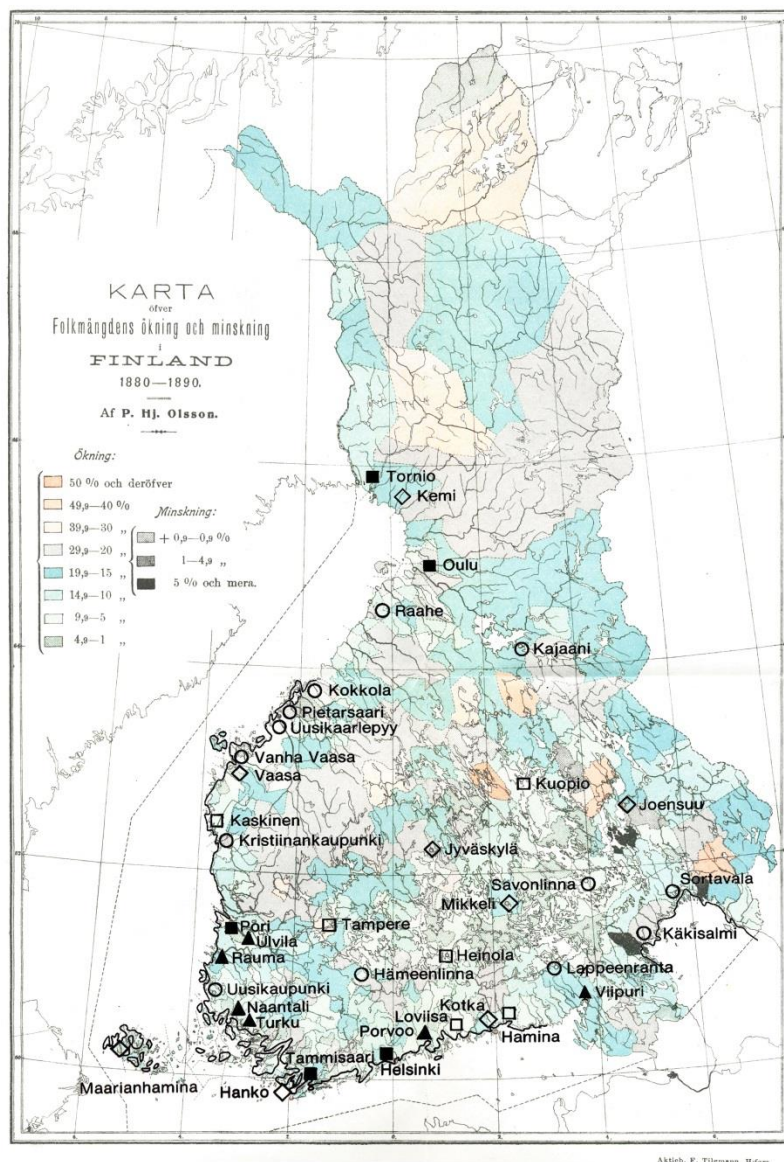 KARTA
öfver
Folkmängdens ökning och minskning
i
FINLAND
1880—1890.
Af P. Hj. Olsson.
Ökning:
50 % och deröfver
49,9—40 %
39,9—30 „
29,9—20 „
19,9—15 „
14,9—10 „
9,9—5 „
4,9—1 „
Minskning:
+ 0,9—0,9 %
1—4,9 „
5 % och mera.
Tornio
Kemi
Oulu
Raahe
Kajaani
Kokkola
Pietarsaari
Uusikaarlepyy
Vanha Vaasa
Vaasa
Kuopio
Joensuu
Kaskinen
Kristiinankaupunki
Jyväskylä
Savonlinna
Sortavala
Mikkeli
Pori
Ulvila
Tampere
Käkisalmi
Rauma
Heinola
Hämeenlinna
Lappeenranta
Uusikaupunki
Viipuri
Naantali
Turku
Loviisa
Kotka
Porvoo
Hamina
Tammisaari
Helsinki
Maarianhamina
Hanko